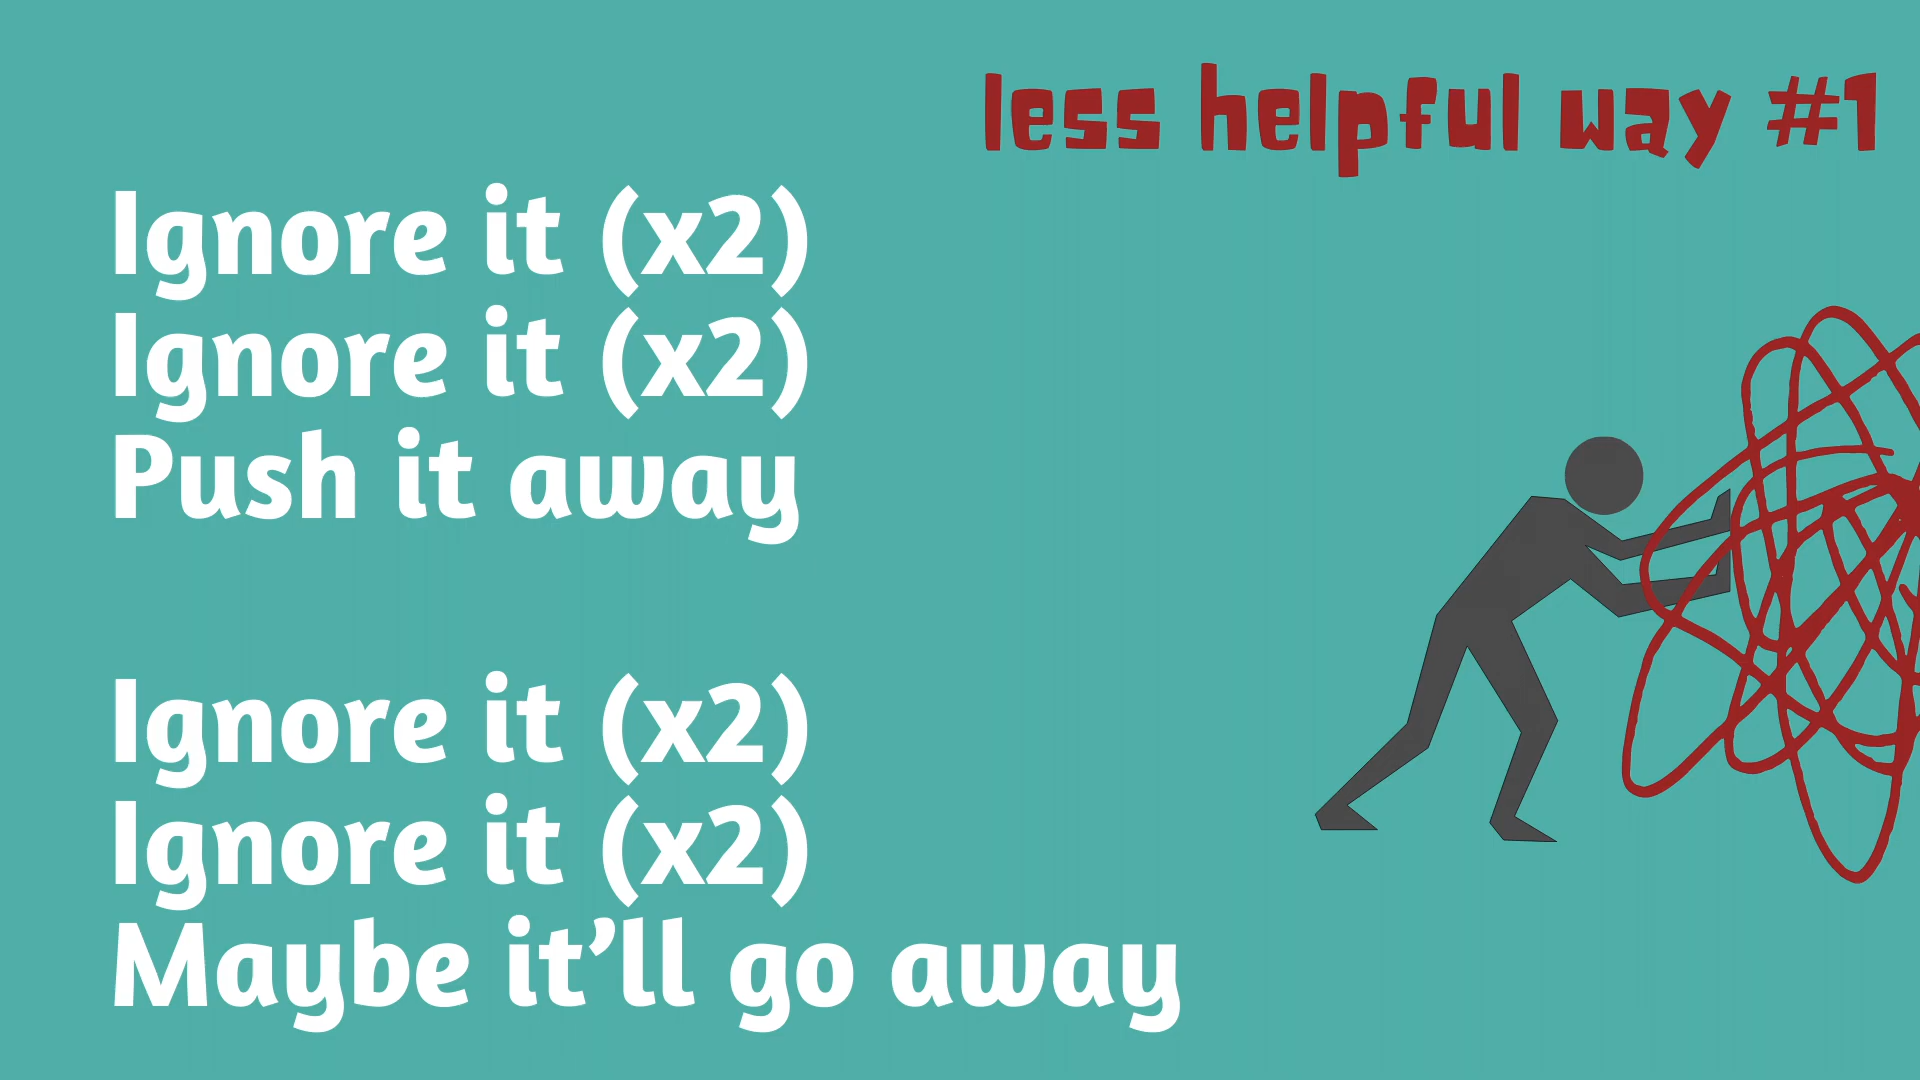 less helpful way #1
Ignore it (x2)
Ignore it (x2)
Push it away
Ignore it (x2)
Ignore it (x2)
Maybe it’ll go away